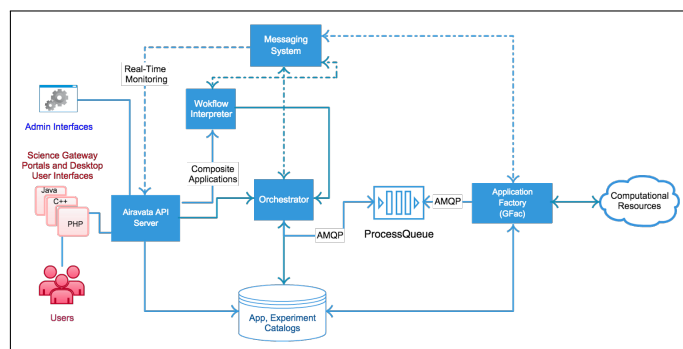 Messaging
System
Real-Time
Monitoring
Wokflow
Interpreter
Admin Interfaces
Science Gateway
Portals and Desktop
User Interfaces
Java
C++
PHP
Composite
Applications
Airavata API
Server
Orchestrator
AMQP
ProcessQueue
AMQP
Application
Factory
(GFac)
Computational
Resources
Users
App, Experiment
Catalogs